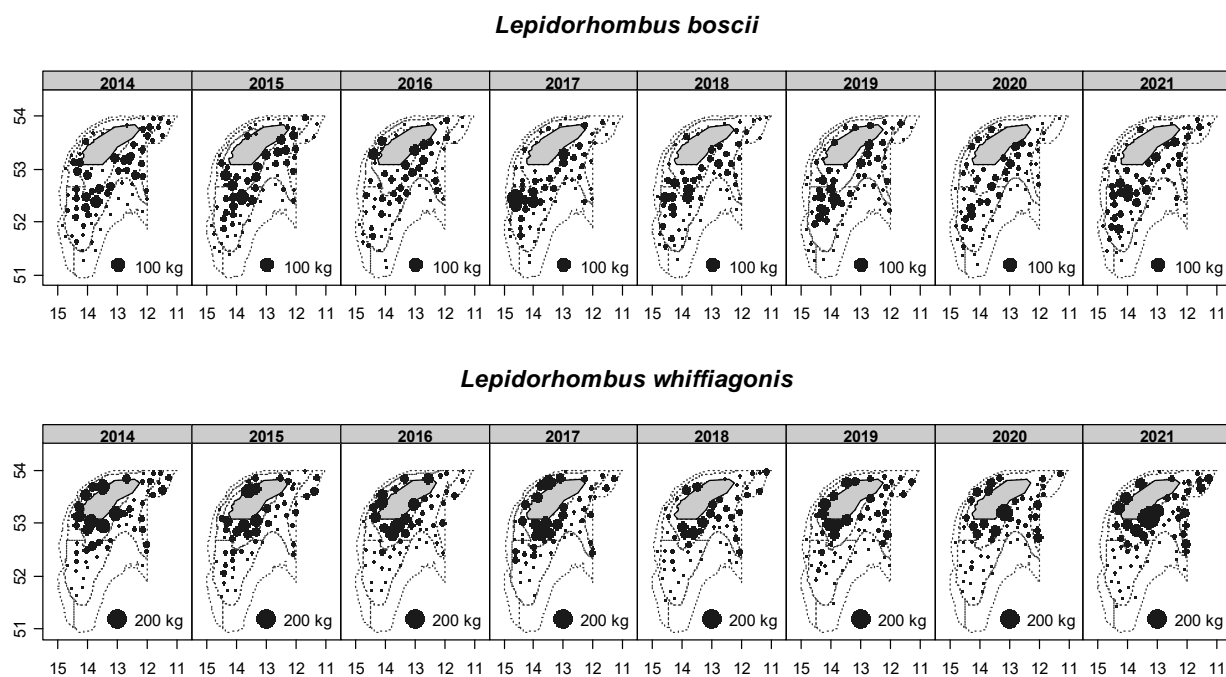 Lepidorhombus boscii
2014 2015 2016 2017 2018 2019 2020 2021
54
53
52
51
100 kg 100 kg 100 kg 100 kg 100 kg 100 kg 100 kg 100 kg
15 14 13 12 11 15 14 13 12 11 15 14 13 12 11 15 14 13 12 11 15 14 13 12 11 15 14 13 12 11 15 14 13 12 11 15 14 13 12 11
Lepidorhombus whiffiagonis
2014 2015 2016 2017 2018 2019 2020 2021
54
53
52
51
200 kg 200 kg 200 kg 200 kg 200 kg 200 kg 200 kg 200 kg
15 14 13 12 11 15 14 13 12 11 15 14 13 12 11 15 14 13 12 11 15 14 13 12 11 15 14 13 12 11 15 14 13 12 11 15 14 13 12 11